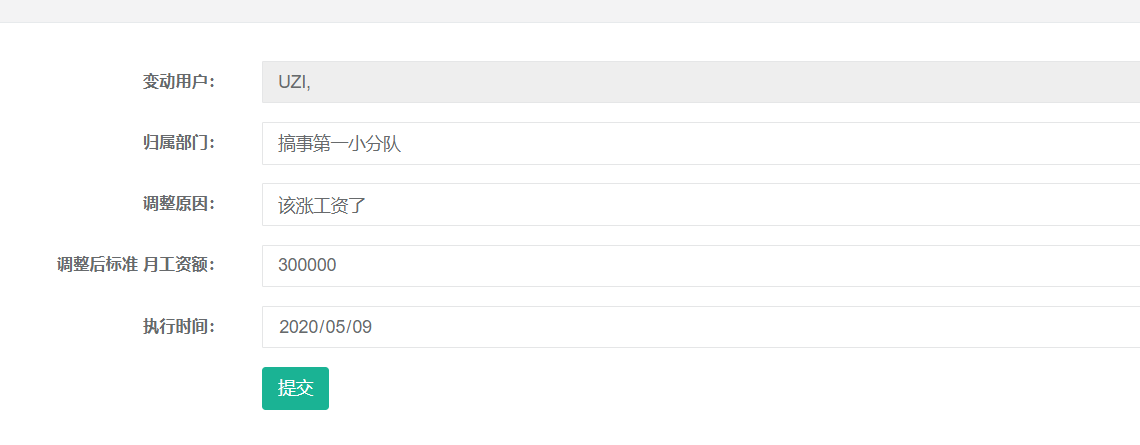 变动用户： UZI,
归属部门： 搞事第一小分队
调整原因： 该涨工资了
调整后标准 月工资额： 300000
执行时间： 2020/05/09
提交